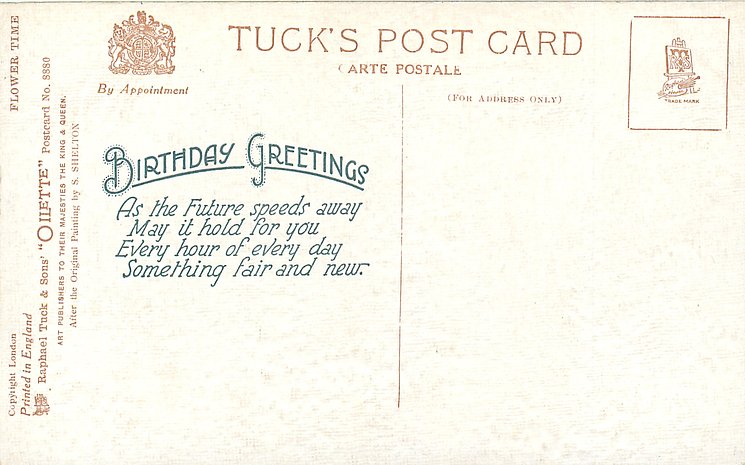 TUCK'S POST CARD
CARTE POSTALE
By Appointment
(FOR ADDRESS ONLY)
TRADE MARK
BIRTHDAY GREETINGS
As the Future speeds away
May it hold for you
Every hour of every day
Something fair and new.
FLOWER TIME
Raphael Tuck & Sons' "OILETTE" Postcard No. 8880
ART PUBLISHERS TO THEIR MAJESTIES THE KING & QUEEN.
After the Original Painting by S. SHELTON
Copyright London
Printed in England